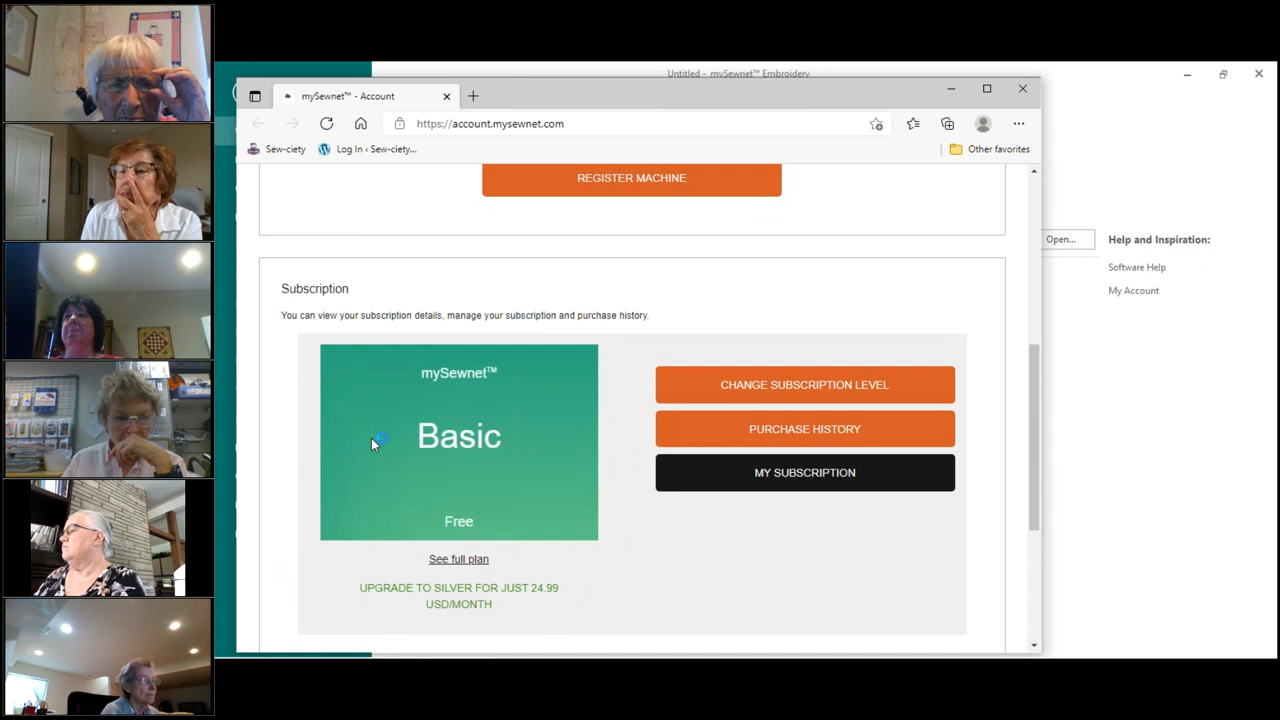 Untitled - mySewnet™ Embroidery
mySewnet™ - Account
https://account.mysewnet.com
Sew-ciety
Log In ‹ Sew-ciety...
Other favorites
REGISTER MACHINE
Open...
Help and Inspiration:
Software Help
My Account
Subscription
You can view your subscription details, manage your subscription and purchase history.
mySewnet™
Basic
Free
See full plan
UPGRADE TO SILVER FOR JUST 24.99
USD/MONTH
CHANGE SUBSCRIPTION LEVEL
PURCHASE HISTORY
MY SUBSCRIPTION